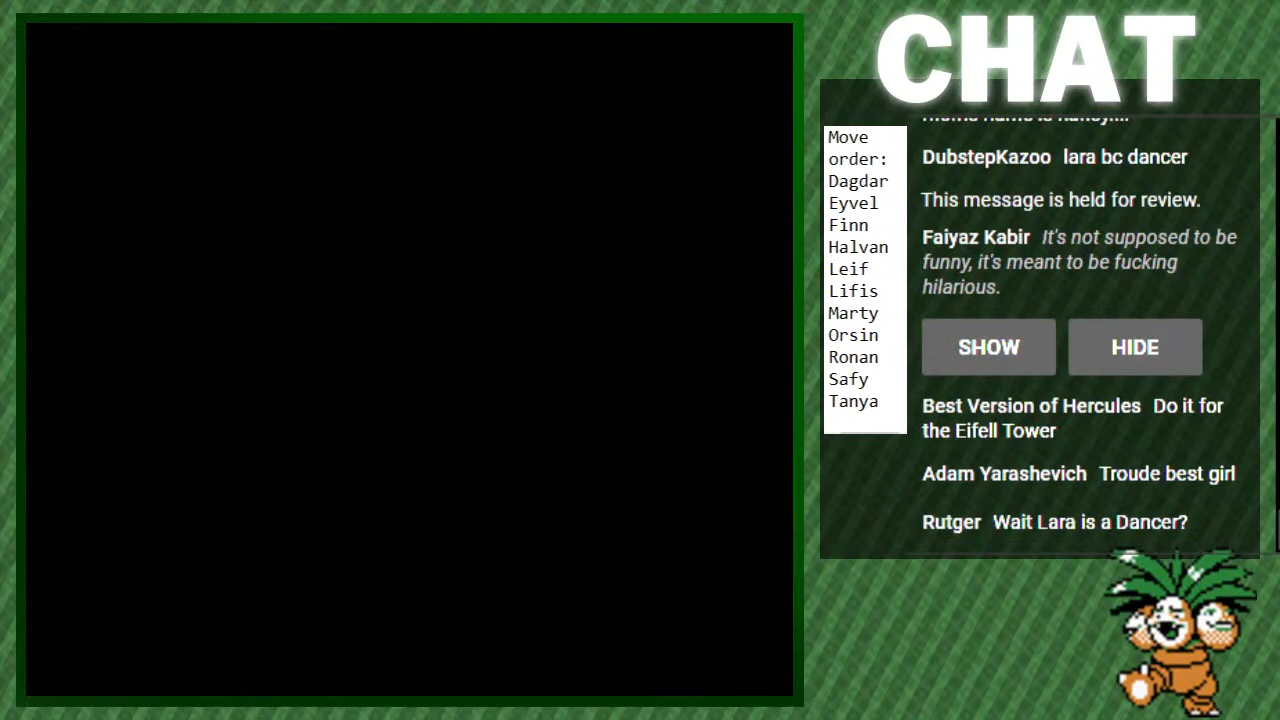 CHAT
Move
order:
Dagdar
Eyvel
Finn
Halvan
Leif
Lifis
Marty
Orsin
Ronan
Safy
Tanya
DubstepKazoo lara bc dancer
This message is held for review.
Faiyaz Kabir It's not supposed to be
funny, it's meant to be fucking
hilarious.
SHOW HIDE
Best Version of Hercules Do it for
the Eifell Tower
Adam Yarashevich Troude best girl
Rutger Wait Lara is a Dancer?